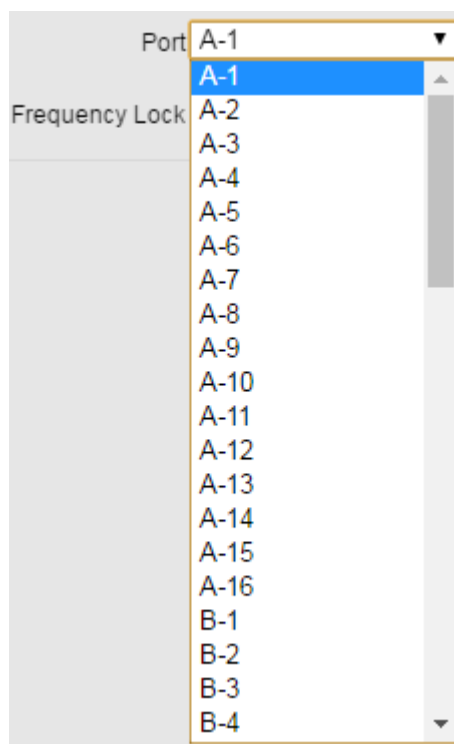 Port A-1 ▼
A-1
Frequency Lock A-2
A-3
A-4
A-5
A-6
A-7
A-8
A-9
A-10
A-11
A-12
A-13
A-14
A-15
A-16
B-1
B-2
B-3
B-4